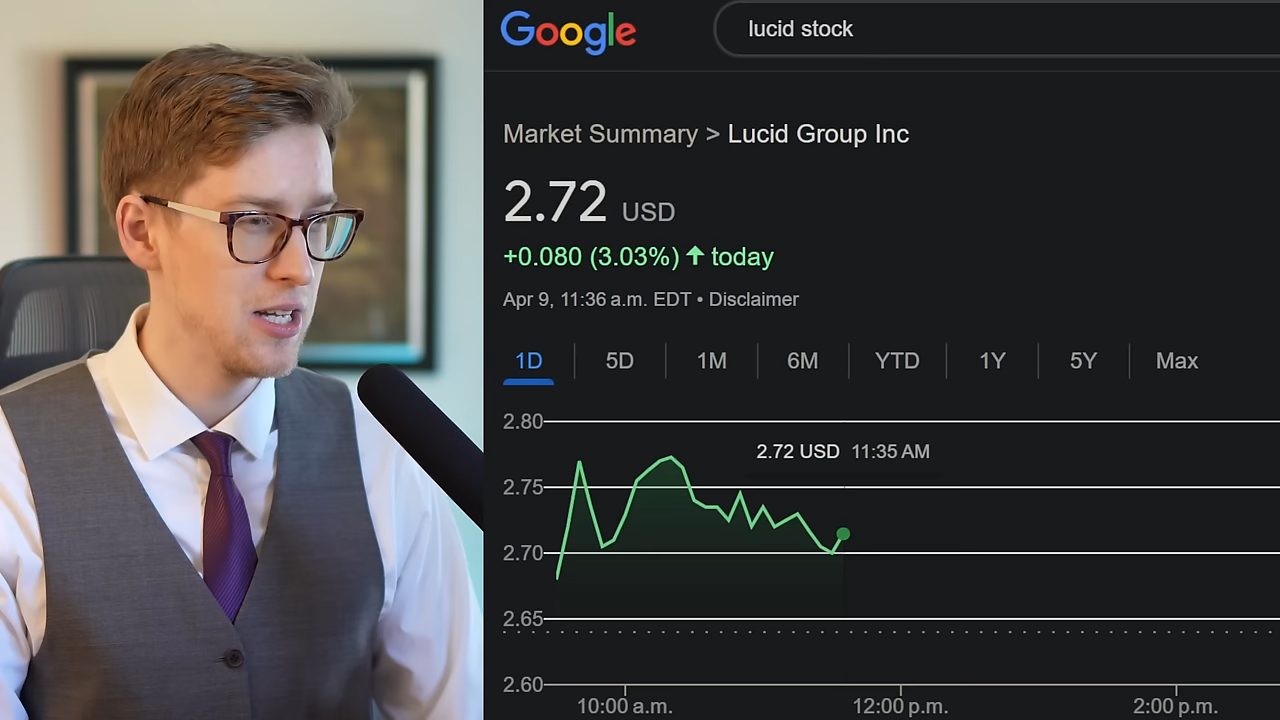 Google
lucid stock
Market Summary > Lucid Group Inc
2.72 USD
+0.080 (3.03%) ↑ today
Apr 9, 11:36 a.m. EDT • Disclaimer
1D 5D 1M 6M YTD 1Y 5Y Max
2.80
2.72 USD 11:35 AM
2.75
2.70
2.65
2.60
10:00 a.m. 12:00 p.m. 2:00 p.m.